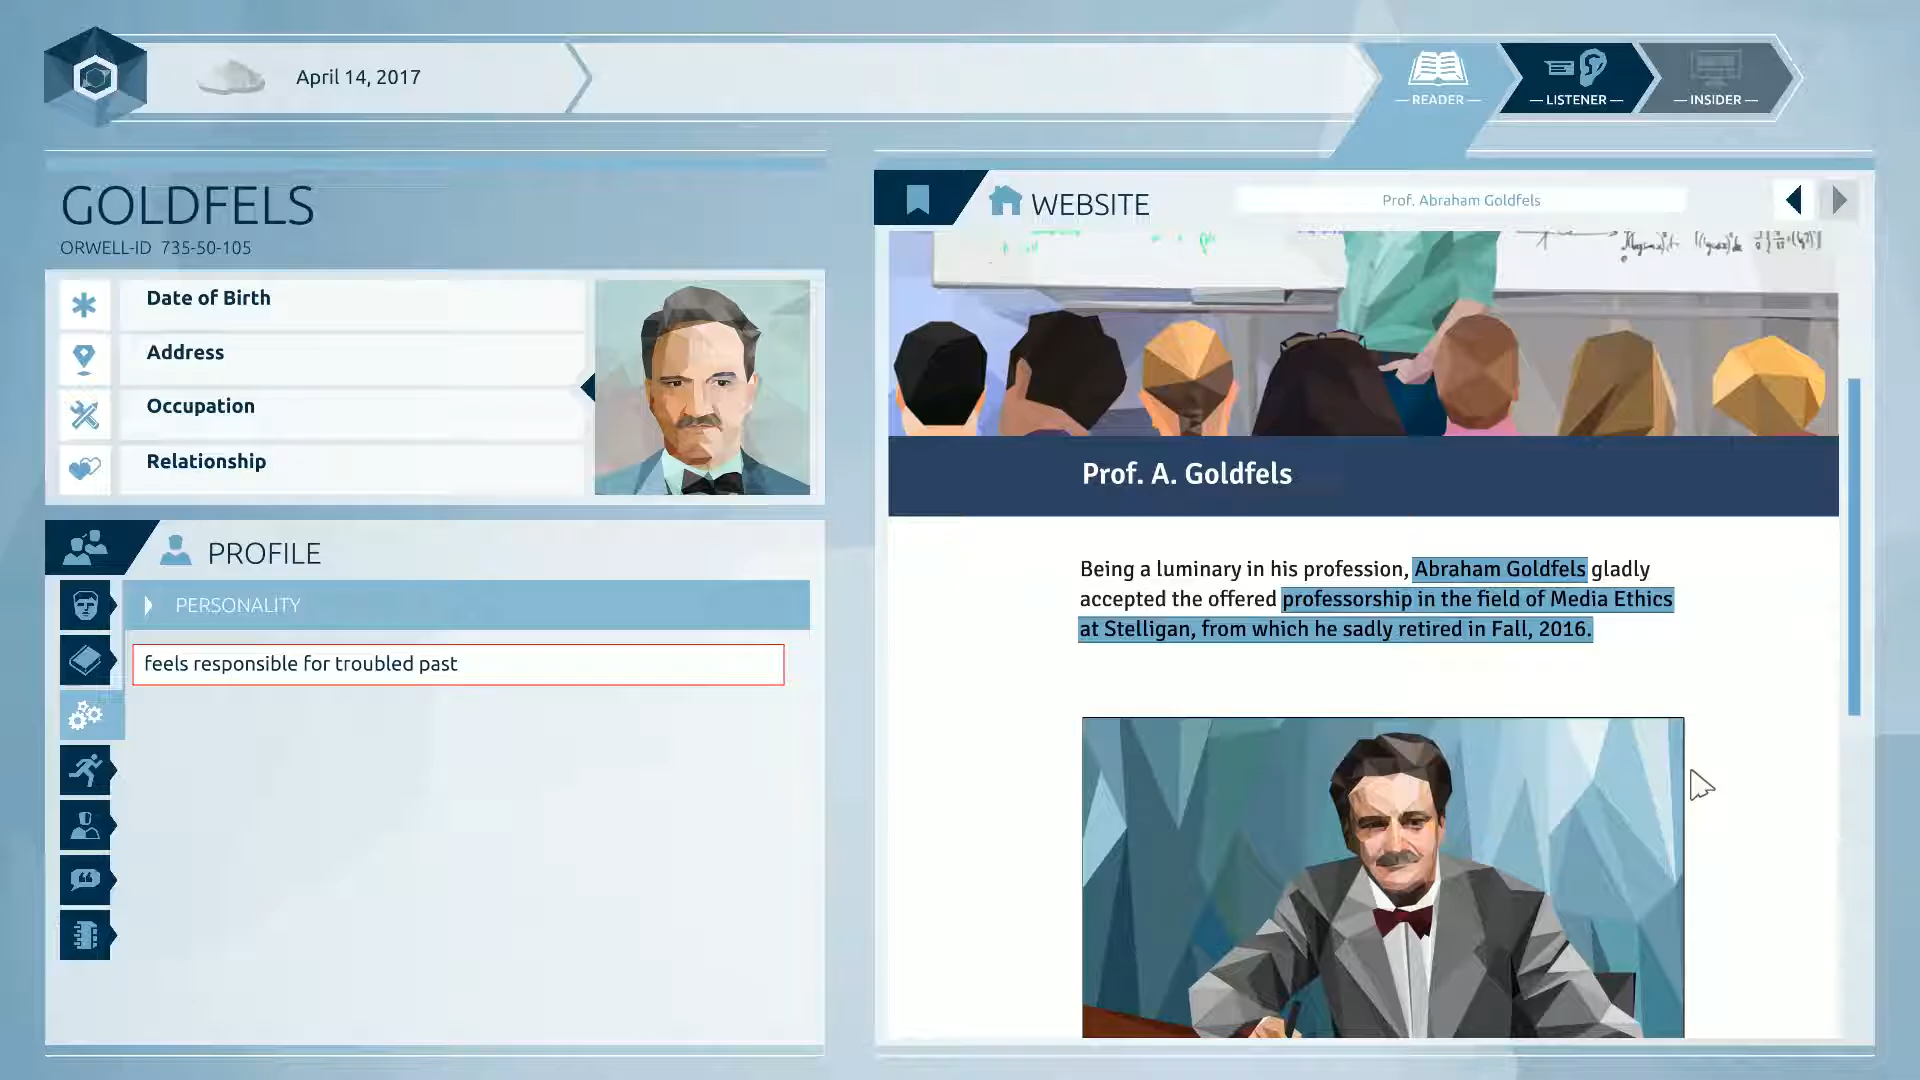 April 14, 2017
READER
LISTENER
INSIDER
GOLDFELS
ORWELL-ID 735-50-105
Date of Birth
Address
Occupation
Relationship
PROFILE
PERSONALITY
feels responsible for troubled past
WEBSITE
Prof. Abraham Goldfels
Prof. A. Goldfels
Being a luminary in his profession, Abraham Goldfels gladly
accepted the offered professorship in the field of Media Ethics
at Stelligan, from which he sadly retired in Fall, 2016.